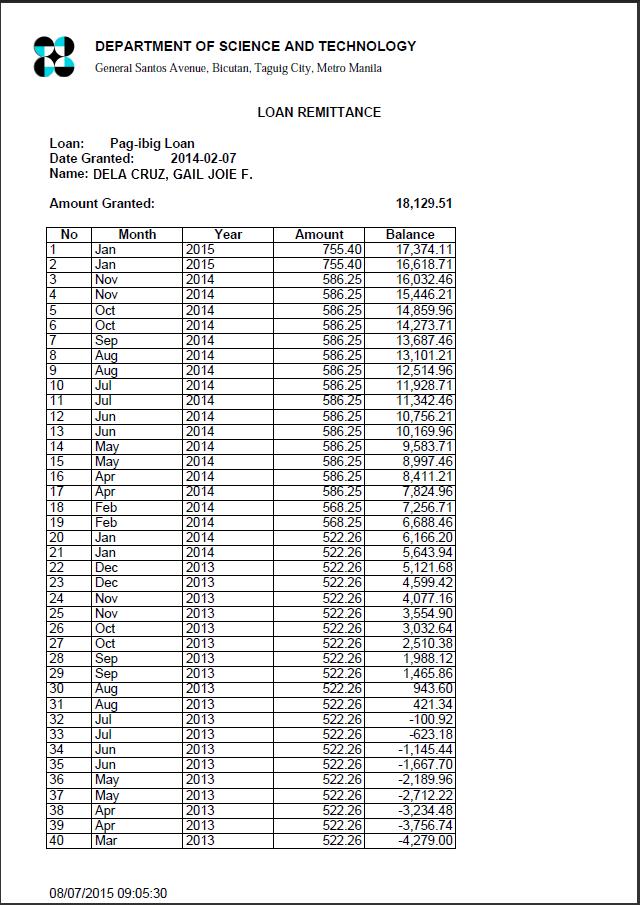 DEPARTMENT OF SCIENCE AND TECHNOLOGY
General Santos Avenue, Bicutan, Taguig City, Metro Manila
LOAN REMITTANCE
Loan: Pag-ibig Loan
Date Granted: 2014-02-07
Name: DELA CRUZ, GAIL JOIE F.
Amount Granted: 18,129.51
No Month Year Amount Balance
1 Jan 2015 755.40 17,374.11
2 Jan 2015 755.40 16,618.71
3 Nov 2014 586.25 16,032.46
4 Nov 2014 586.25 15,446.21
5 Oct 2014 586.25 14,859.96
6 Oct 2014 586.25 14,273.71
7 Sep 2014 586.25 13,687.46
8 Aug 2014 586.25 13,101.21
9 Aug 2014 586.25 12,514.96
10 Jul 2014 586.25 11,928.71
11 Jul 2014 586.25 11,342.46
12 Jun 2014 586.25 10,756.21
13 Jun 2014 586.25 10,169.96
14 May 2014 586.25 9,583.71
15 May 2014 586.25 8,997.46
16 Apr 2014 586.25 8,411.21
17 Apr 2014 586.25 7,824.96
18 Feb 2014 568.25 7,256.71
19 Feb 2014 568.25 6,688.46
20 Jan 2014 522.26 6,166.20
21 Jan 2014 522.26 5,643.94
22 Dec 2013 522.26 5,121.68
23 Dec 2013 522.26 4,599.42
24 Nov 2013 522.26 4,077.16
25 Nov 2013 522.26 3,554.90
26 Oct 2013 522.26 3,032.64
27 Oct 2013 522.26 2,510.38
28 Sep 2013 522.26 1,988.12
29 Sep 2013 522.26 1,465.86
30 Aug 2013 522.26 943.60
31 Aug 2013 522.26 421.34
32 Jul 2013 522.26 -100.92
33 Jul 2013 522.26 -623.18
34 Jun 2013 522.26 -1,145.44
35 Jun 2013 522.26 -1,667.70
36 May 2013 522.26 -2,189.96
37 May 2013 522.26 -2,712.22
38 Apr 2013 522.26 -3,234.48
39 Apr 2013 522.26 -3,756.74
40 Mar 2013 522.26 -4,279.00
08/07/2015 09:05:30